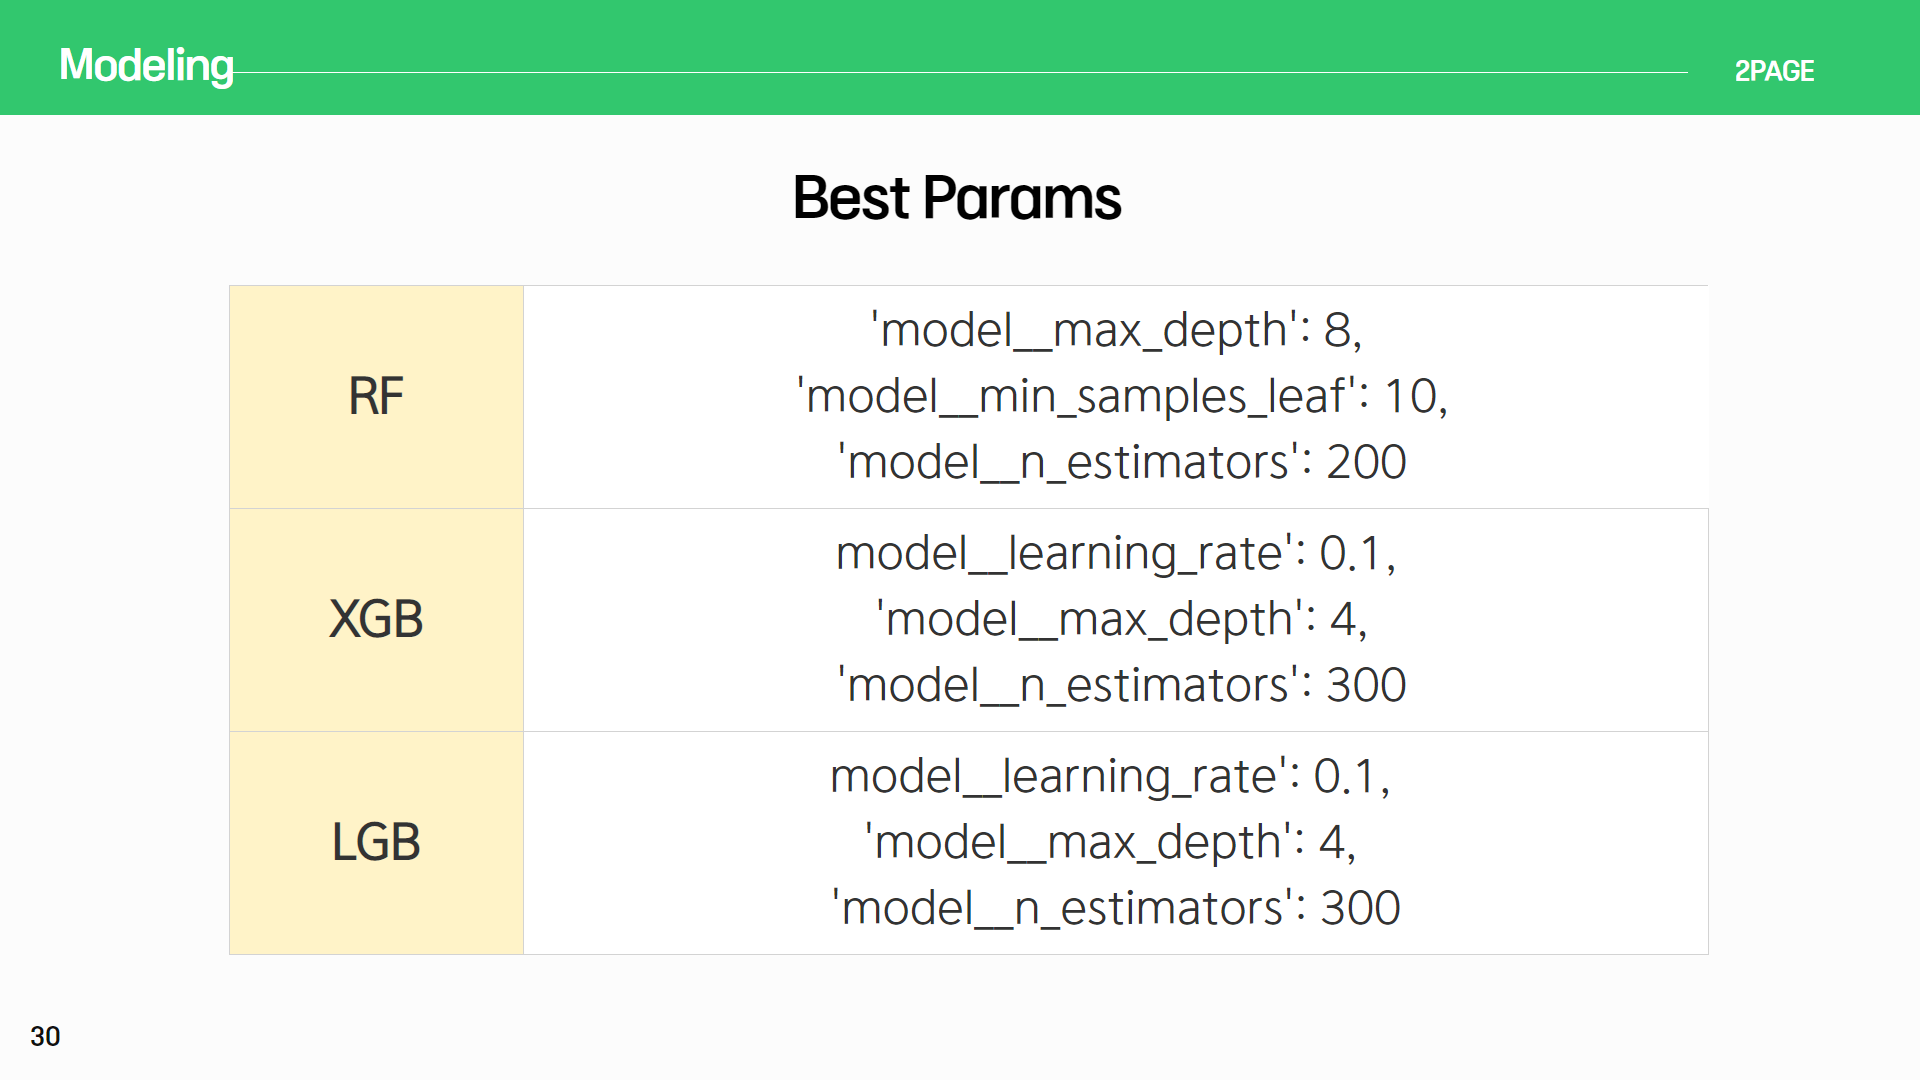 Modeling
2PAGE
Best Params
RF
'model__max_depth': 8,
'model__min_samples_leaf': 10,
'model__n_estimators': 200
XGB
model__learning_rate': 0.1,
'model__max_depth': 4,
'model__n_estimators': 300
LGB
model__learning_rate': 0.1,
'model__max_depth': 4,
'model__n_estimators': 300
30